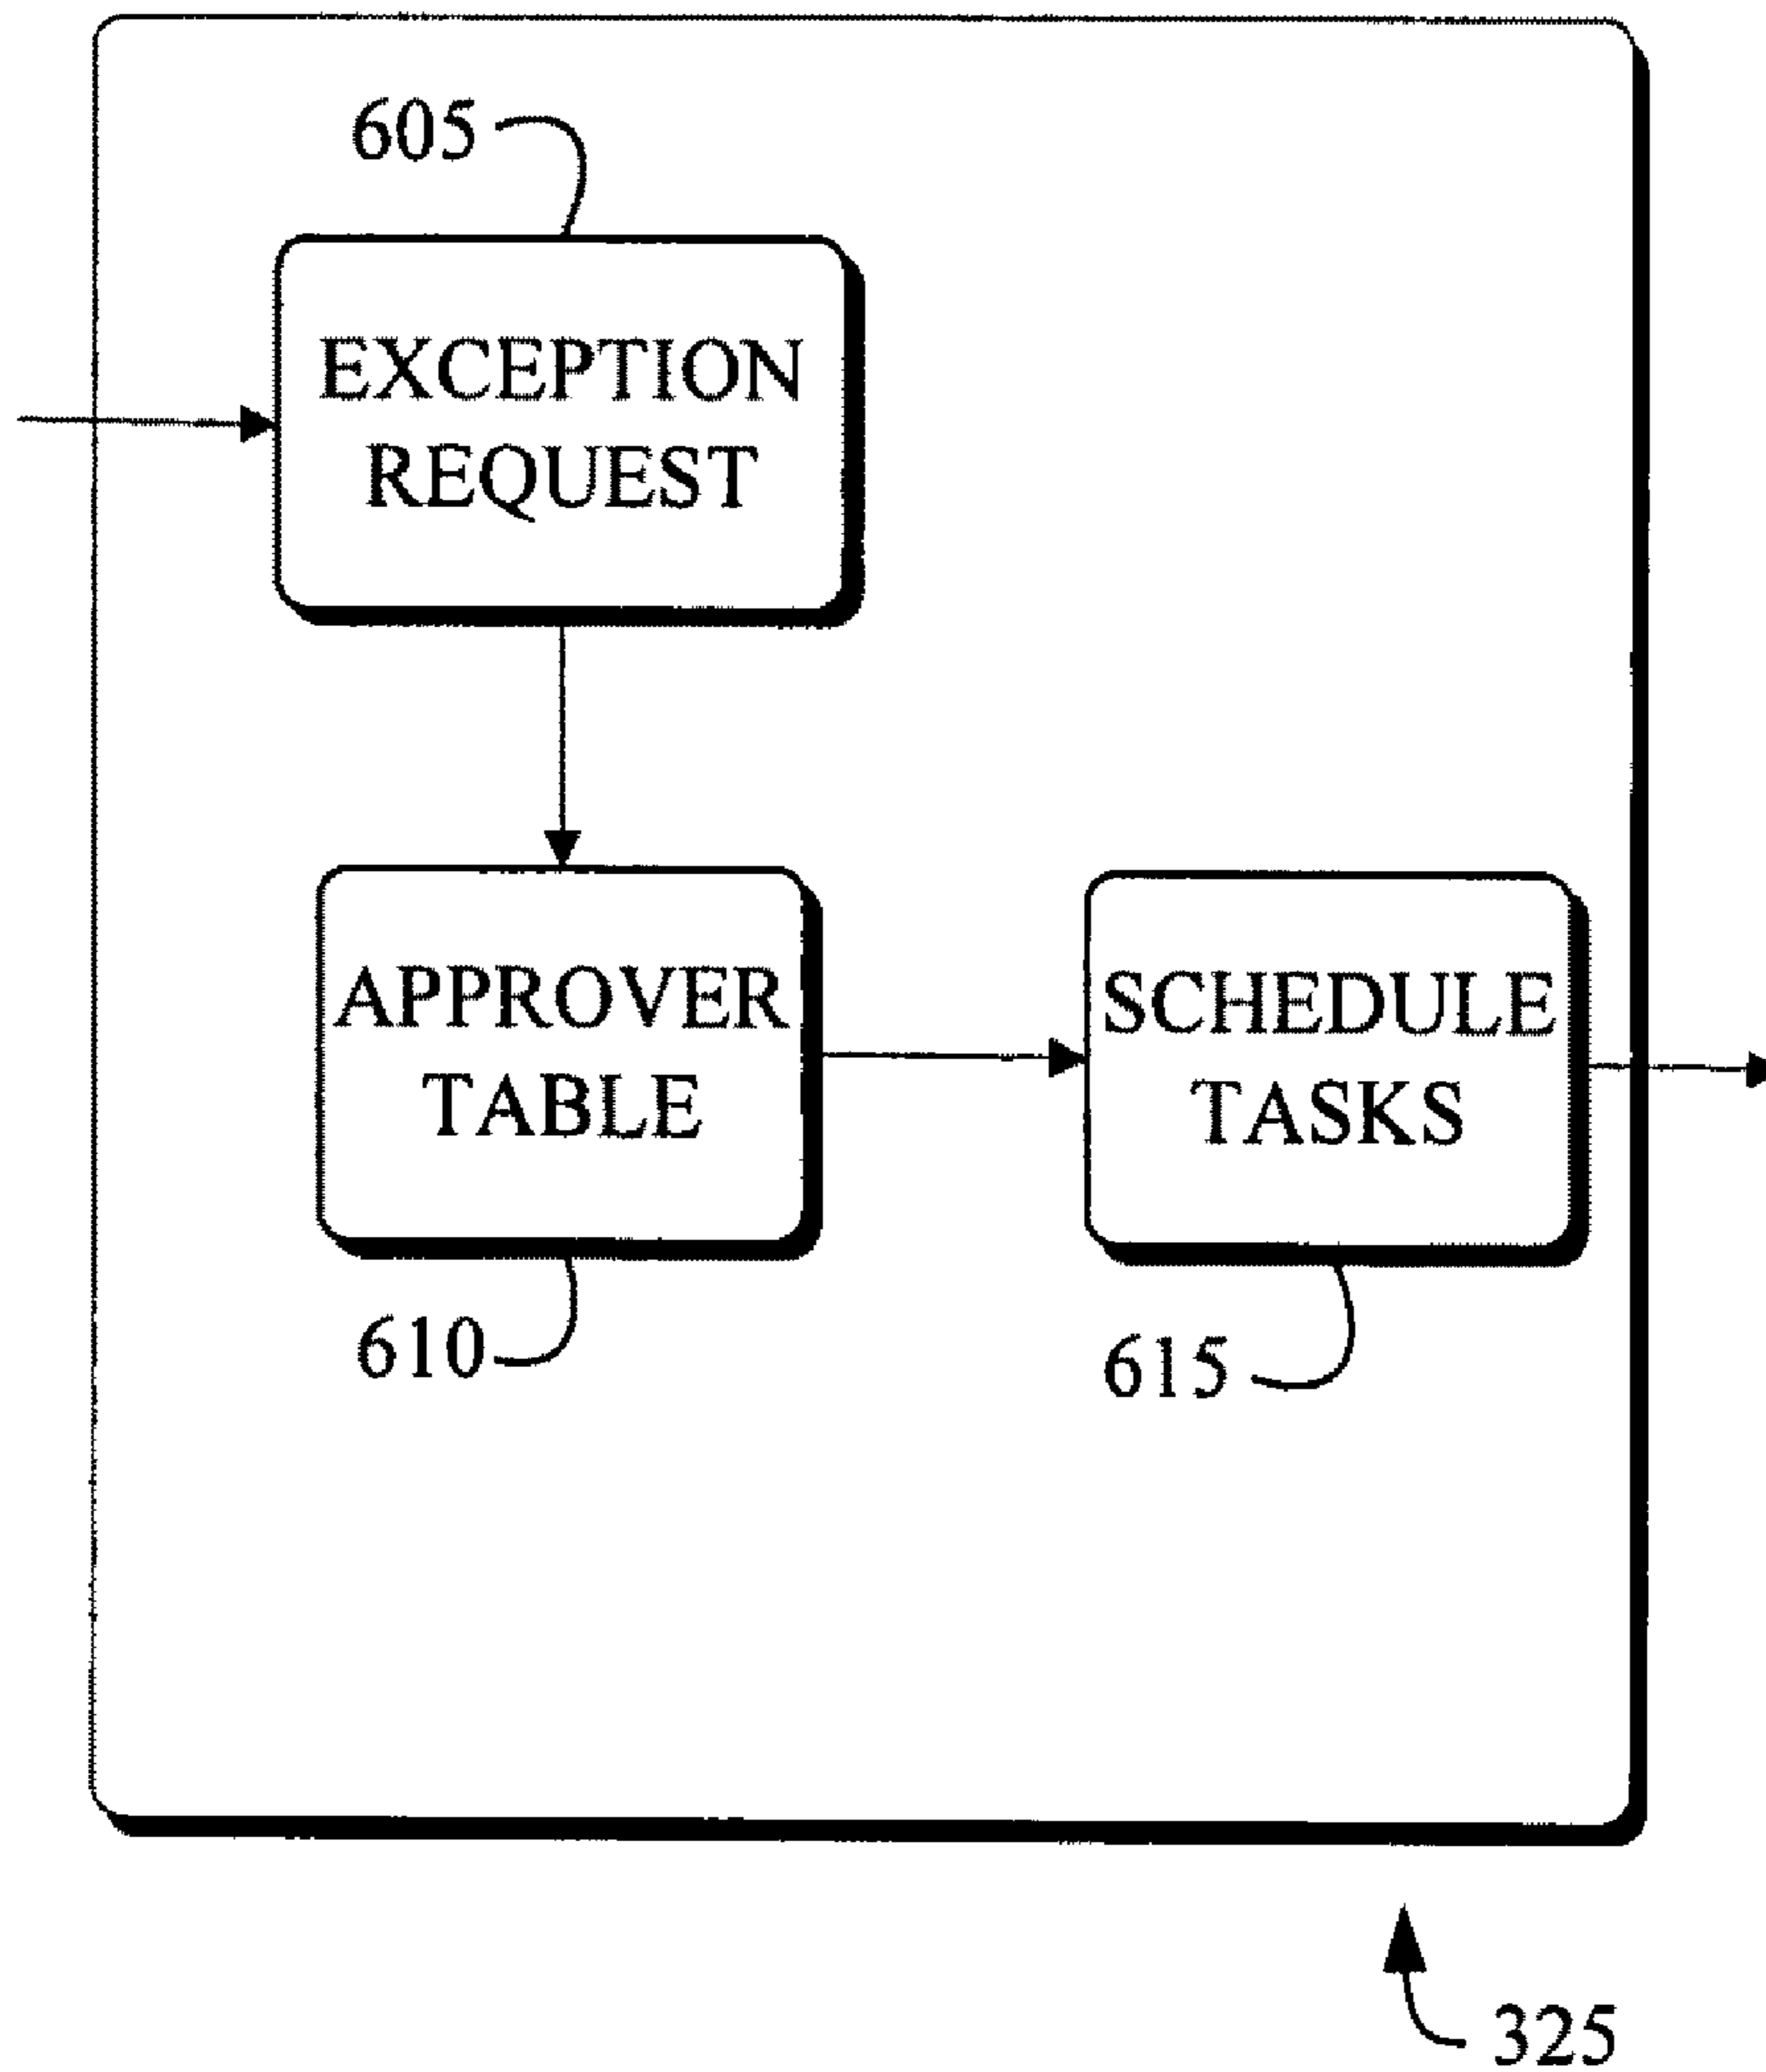 605
EXCEPTION
REQUEST
APPROVER
TABLE
SCHEDULE
TASKS
610
615
325